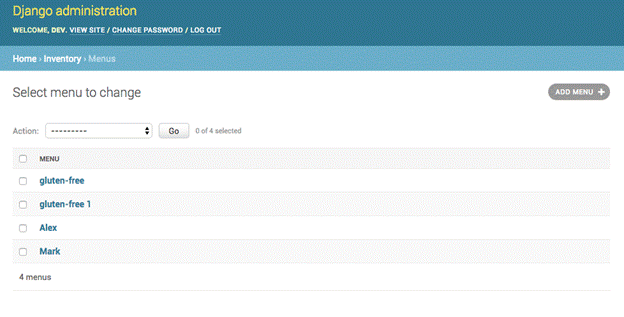 Django administration
WELCOME, DEV. VIEW SITE / CHANGE PASSWORD / LOG OUT
Home › Inventory › Menus
Select menu to change
ADD MENU +
Action: --------- Go 0 of 4 selected
MENU
gluten-free
gluten-free 1
Alex
Mark
4 menus